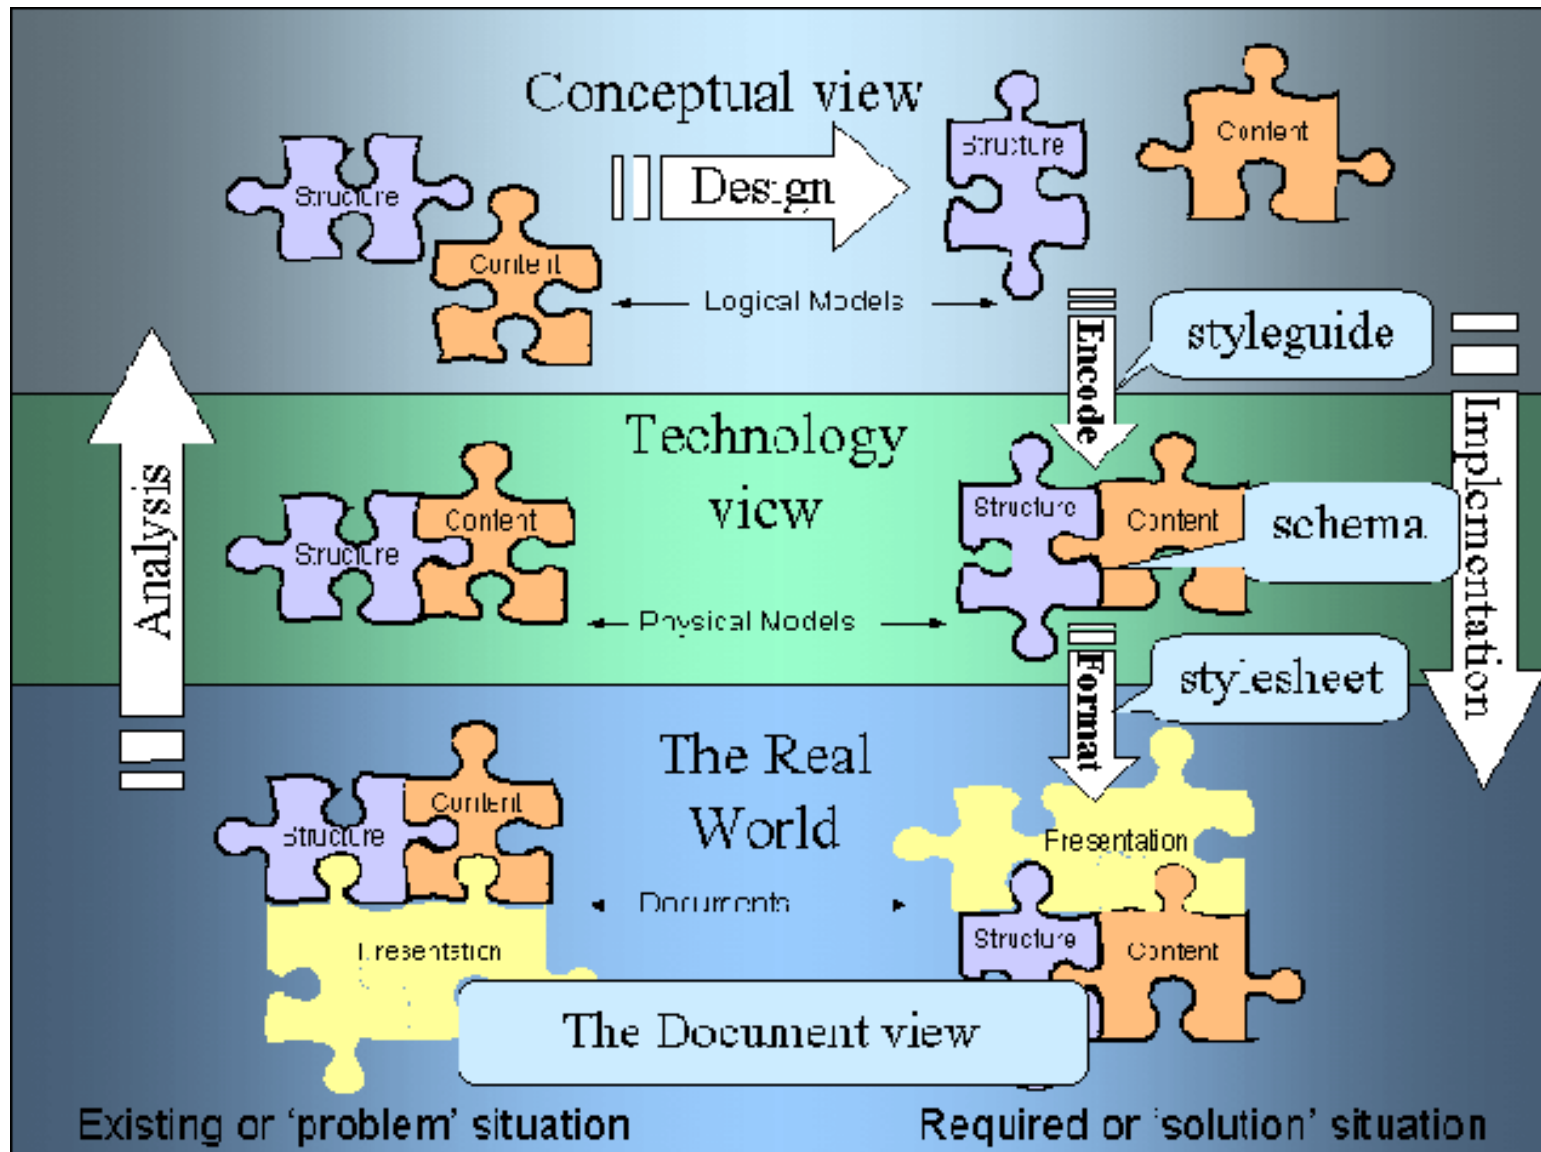 Conceptual view
Structure
Content
Design
Structure
Content
Logical Models
Encode
styleguide
Analysis
Technology
view
Structure
Content
Structure
Content
schema
Physical Models
Implementation
Format
stylesheet
The Real
World
Structure
Content
Presentation
Documents
Presentation
Structure
Content
The Document view
Existing or ‘problem’ situation
Required or ‘solution’ situation